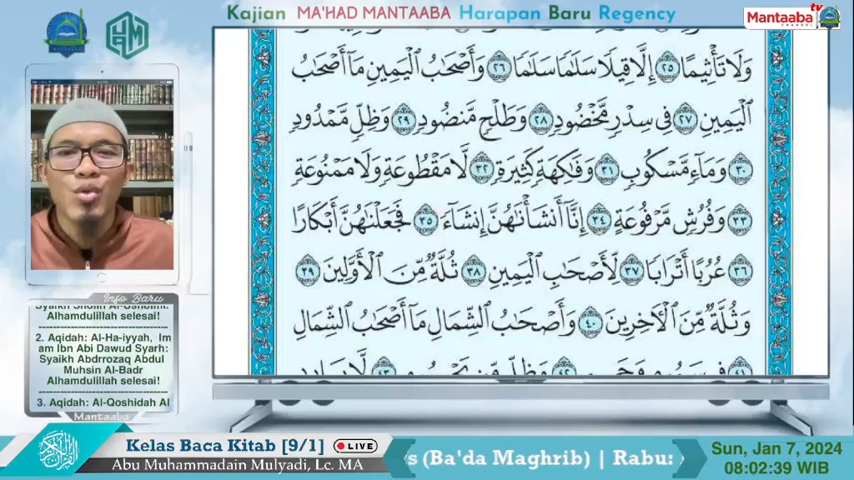 Kajian MA'HAD MANTAABA Harapan Baru Regency
Mantaaba tv
CHANNEL
وَلَا تَأْثِيمًا ٢٥ إِلَّا قِيلًا سَلَٰمًا سَلَٰمًا ٢٦ وَأَصْحَٰبُ ٱلْيَمِينِ مَآ أَصْحَٰبُ
ٱلْيَمِينِ ٢٧ فِى سِدْرٍ مَّخْضُودٍ ٢٨ وَطَلْحٍ مَّنضُودٍ ٢٩ وَظِلٍّ مَّمْدُودٍ
٣٠ وَمَآءٍ مَّسْكُوبٍ ٣١ وَفَٰكِهَةٍ كَثِيرَةٍ ٣٢ لَّا مَقْطُوعَةٍ وَلَا مَمْنُوعَةٍ
٣٣ وَفُرُشٍ مَّرْفُوعَةٍ ٣٤ إِنَّآ أَنشَأْنَٰهُنَّ إِنشَآءً ٣٥ فَجَعَلْنَٰهُنَّ أَبْكَارًا
٣٦ عُرُبًا أَتْرَابًا ٣٧ لِّأَصْحَٰبِ ٱلْيَمِينِ ٣٨ ثُلَّةٌ مِّنَ ٱلْأَوَّلِينَ ٣٩
وَثُلَّةٌ مِّنَ ٱلْءَاخِرِينَ ٤٠ وَأَصْحَٰبُ ٱلشِّمَالِ مَآ أَصْحَٰبُ ٱلشِّمَالِ
Info Baru
Alhamdulillah selesai!
2. Aqidah: Al-Ha-iyyah, Im
am Ibn Abi Dawud Syarh:
Syaikh Abdrrozaq Abdul
Muhsin Al-Badr
Alhamdulillah selesai!
3. Aqidah: Al-Qoshidah Al
Mantaaba
Kelas Baca Kitab [9/1] LIVE
Abu Muhammadain Mulyadi, Lc. MA
s (Ba'da Maghrib) | Rabu:
Sun, Jan 7, 2024
08:02:39 WIB